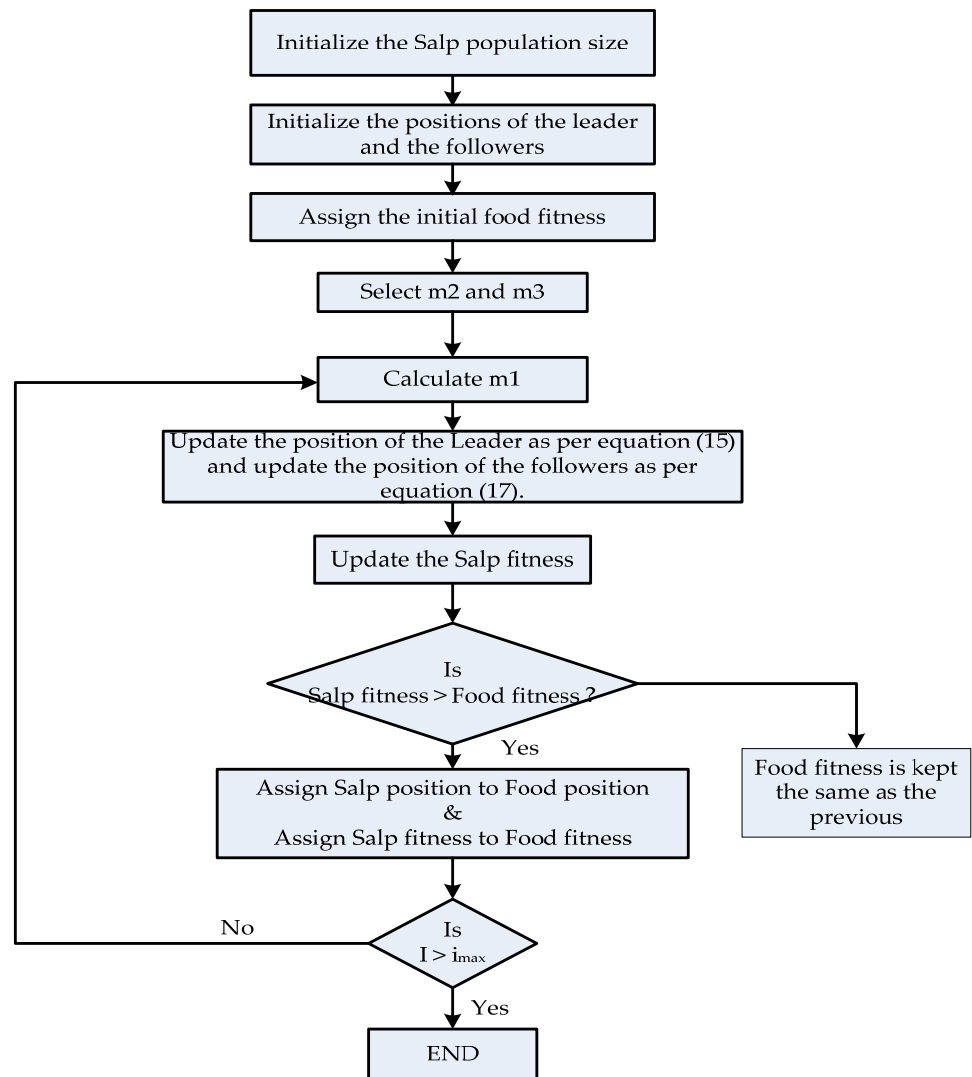 Initialize the Salp population size
Initialize the positions of the leader
and the followers
Assign the initial food fitness
Select m2 and m3
Calculate m1
Update the position of the Leader as per equation (15)
and update the position of the followers as per
equation (17).
Update the Salp fitness
Is
Salp fitness > Food fitness ?
Yes
Food fitness is kept
the same as the
previous
Assign Salp position to Food position
&
Assign Salp fitness to Food fitness
No
Is
I > imax
Yes
END